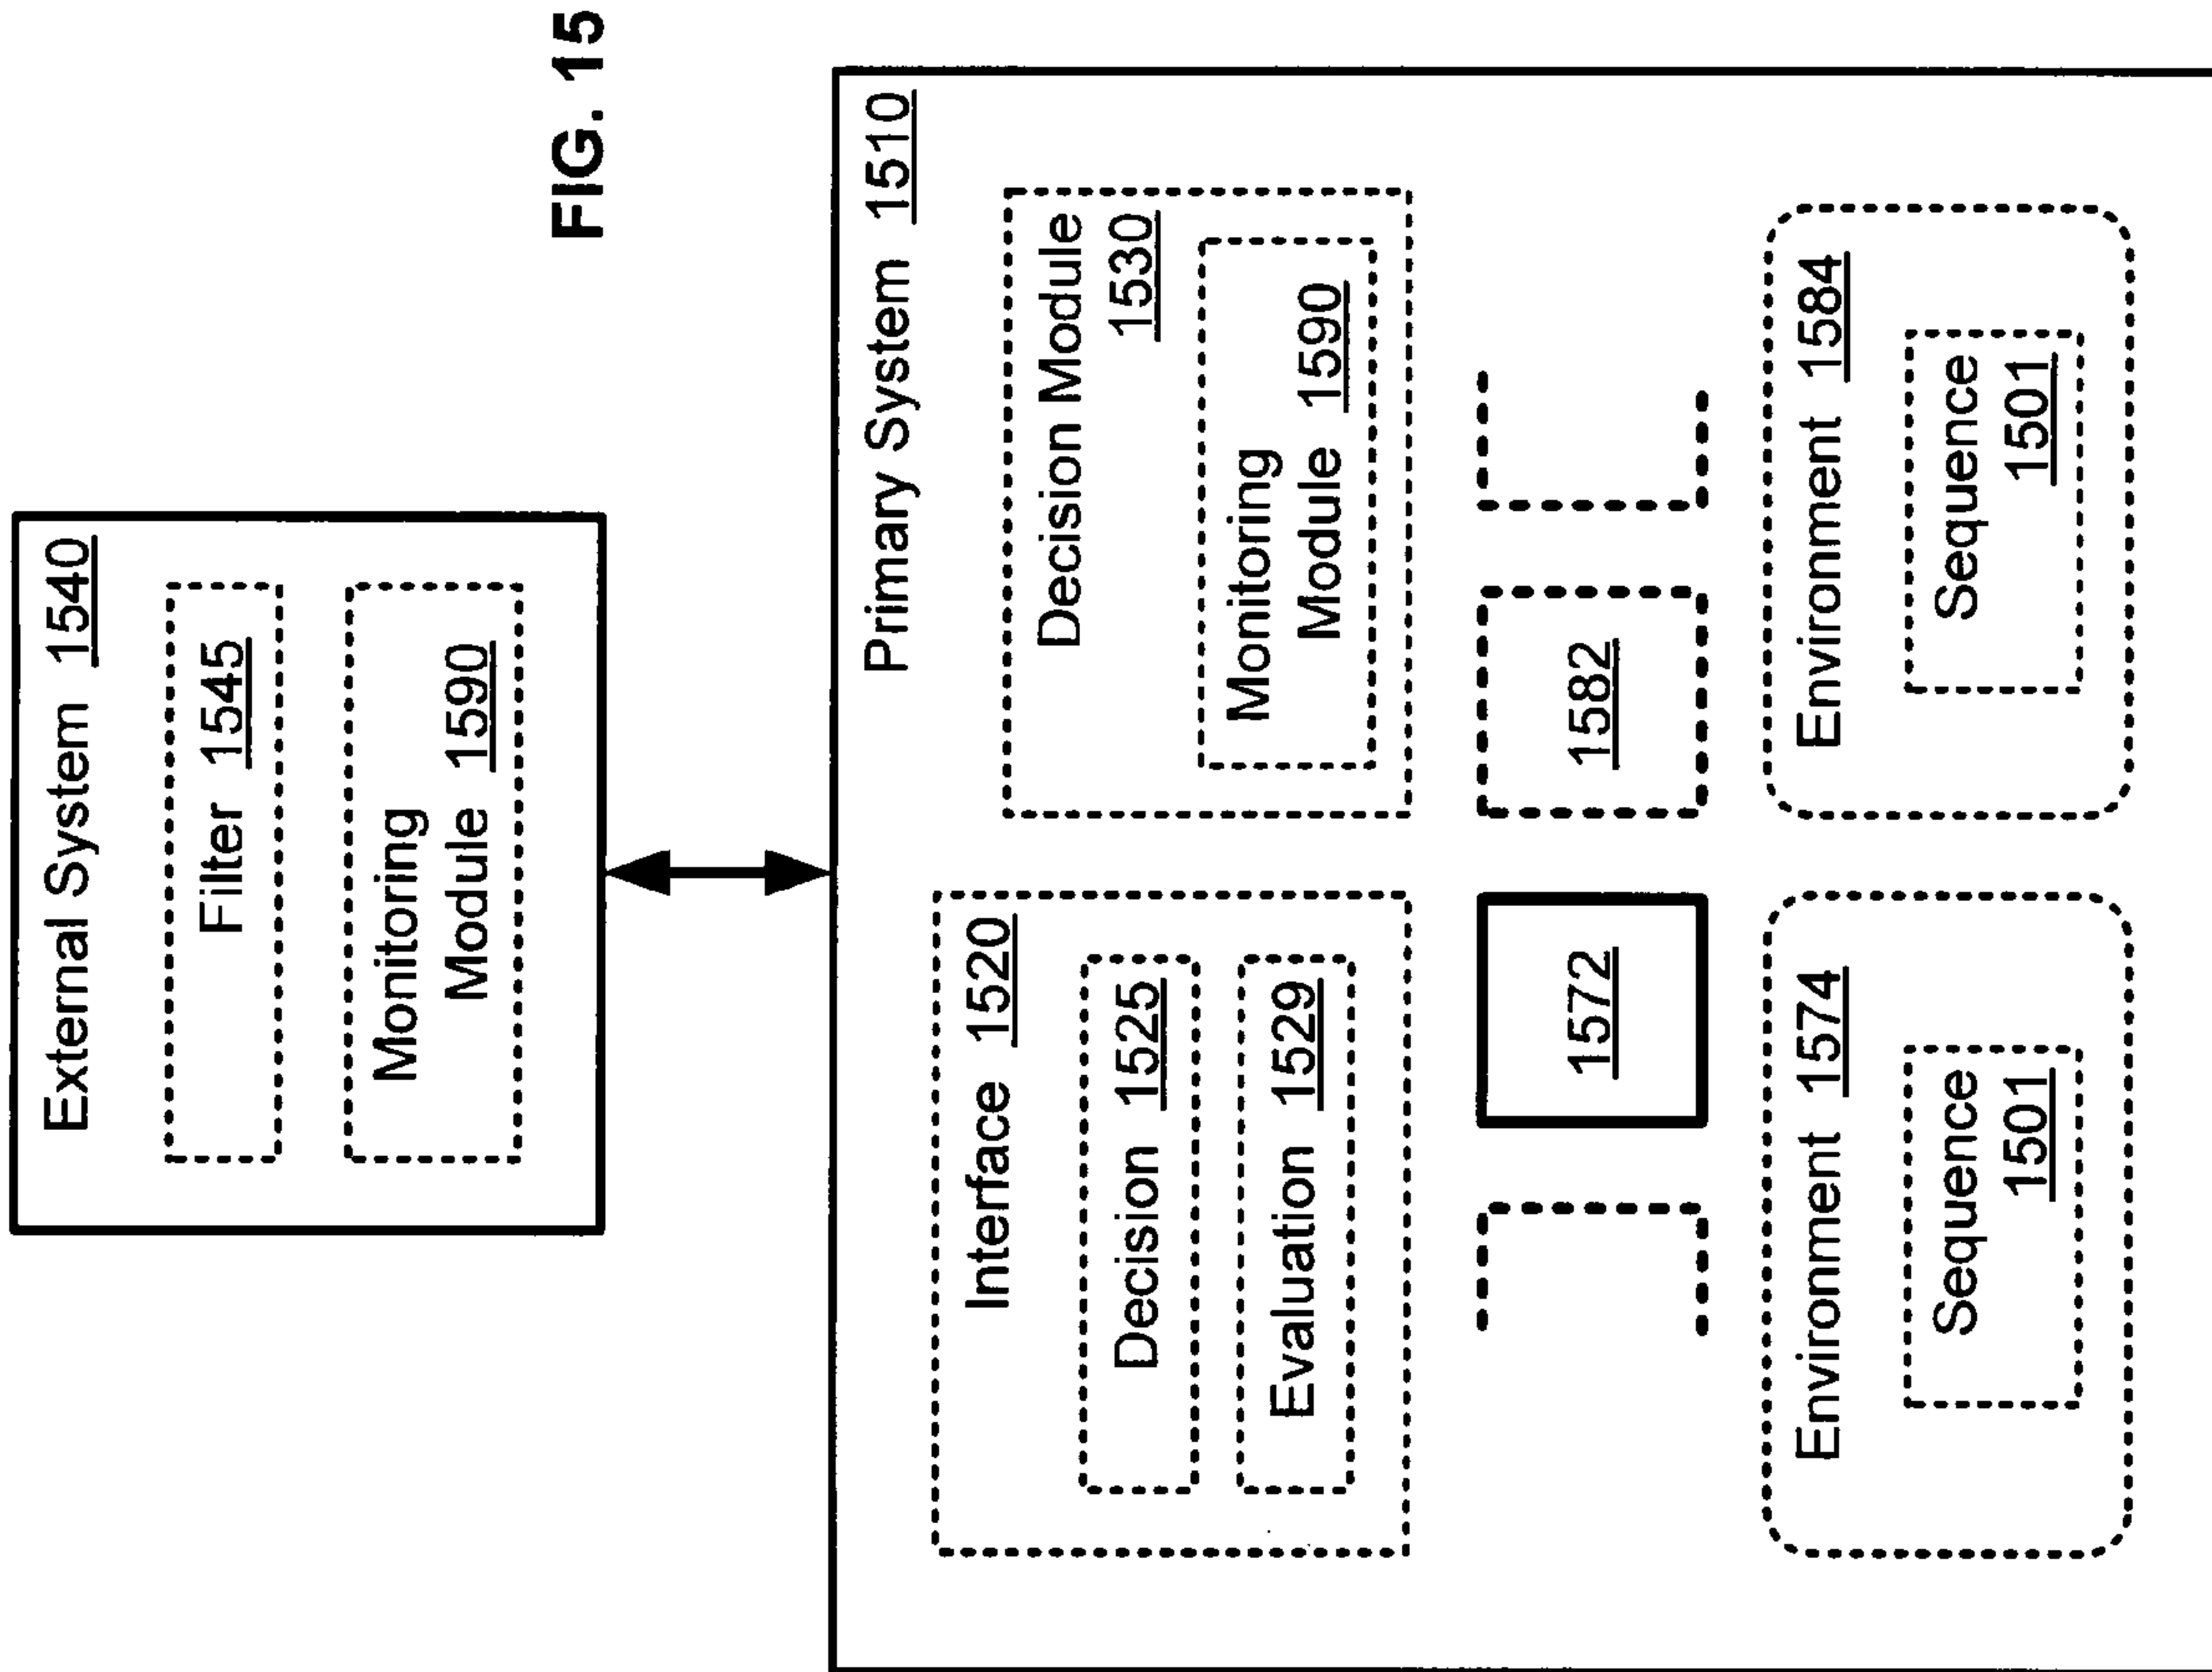 FIG. 15
External System 1540
Filter 1545
Monitoring
Module 1590
Primary System 1510
Interface 1520
Decision 1525
Evaluation 1529
Decision Module
1530
Monitoring
Module 1590
1572
1582
Environment 1574
Sequence
1501
Environment 1584
Sequence
1501